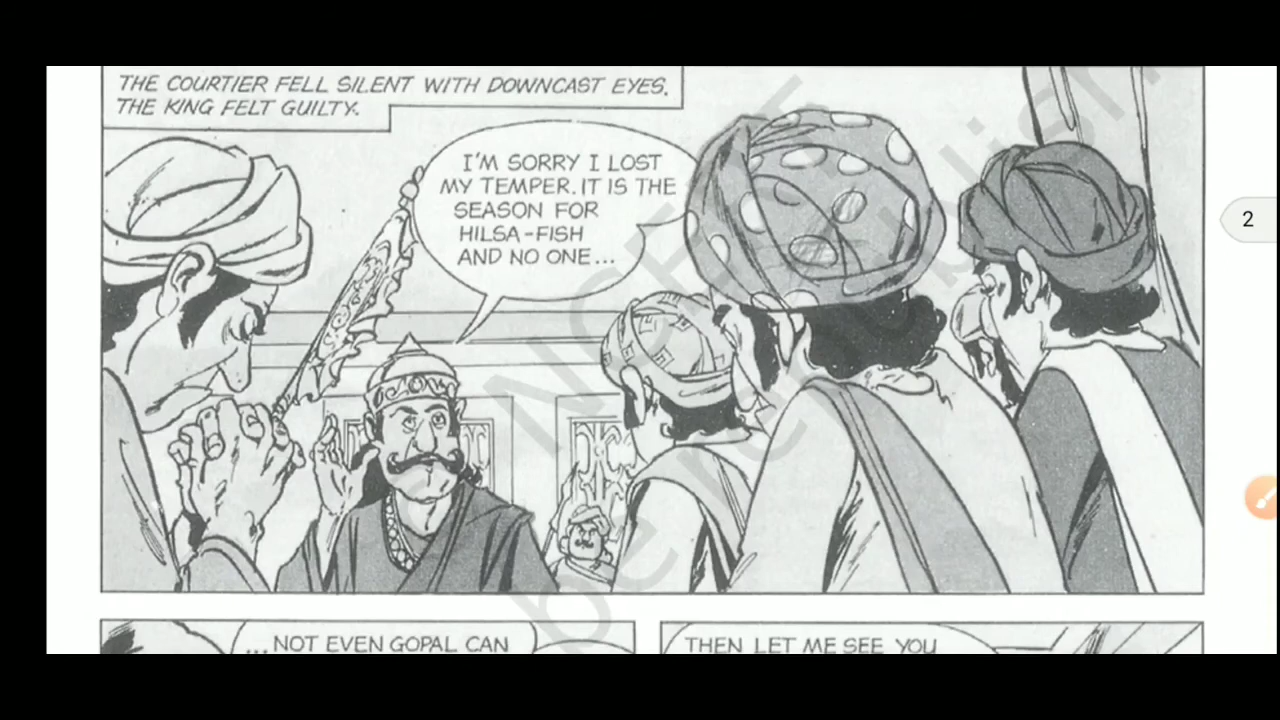 THE COURTIER FELL SILENT WITH DOWNCAST EYES.
THE KING FELT GUILTY.
I'M SORRY I LOST
MY TEMPER. IT IS THE
SEASON FOR
HILSA-FISH
AND NO ONE...
...NOT EVEN GOPAL CAN
THEN LET ME SEE YOU
2